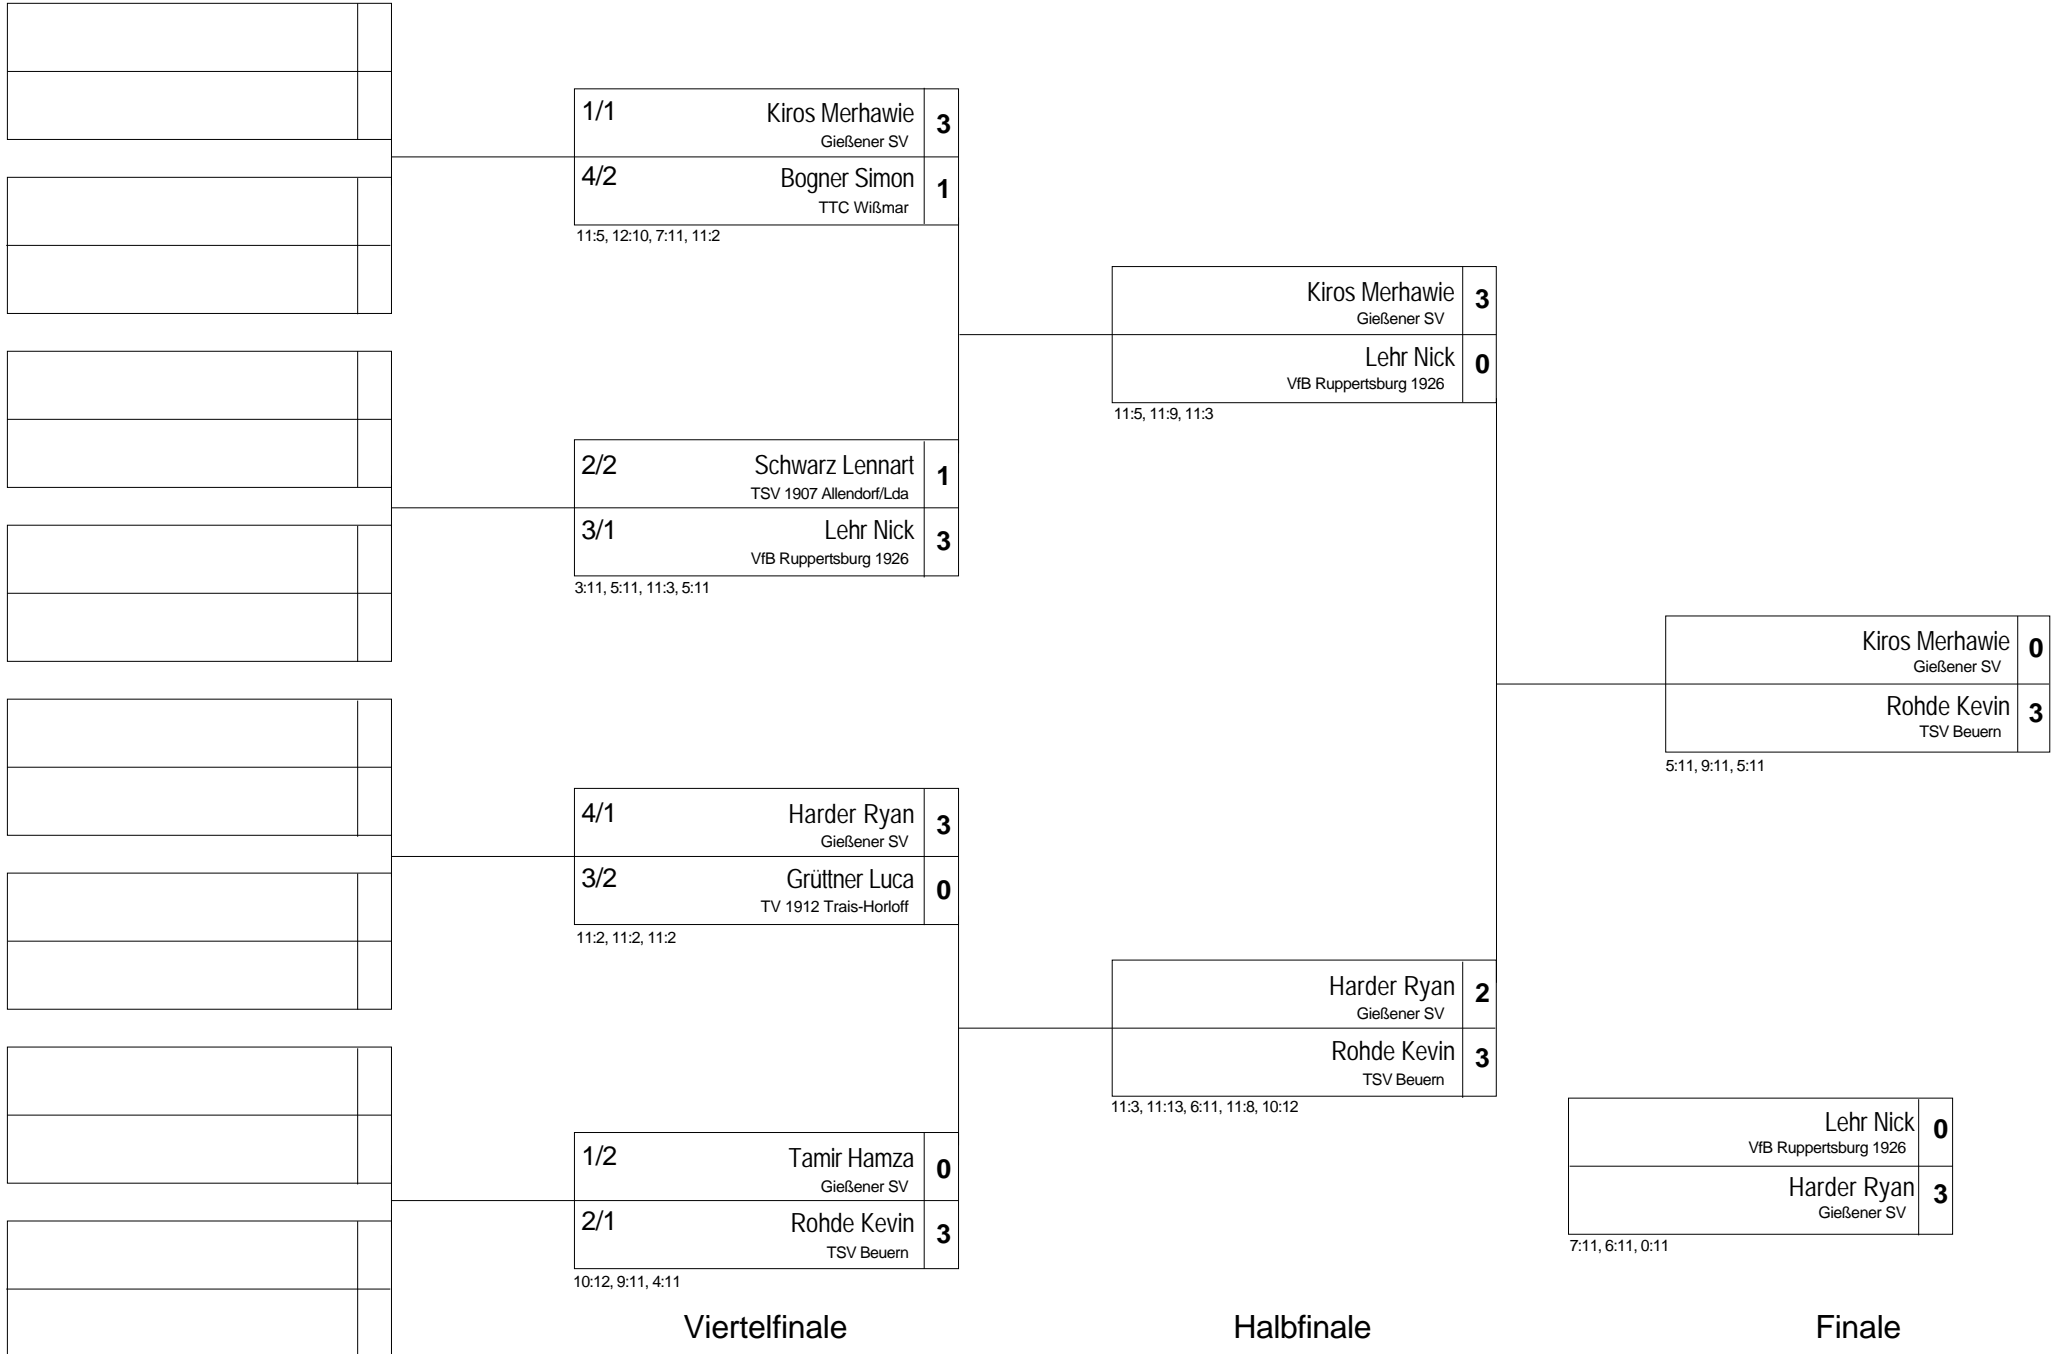 1/1 Kiros Merhawie 3
Gießener SV
4/2 Bogner Simon 1
TTC Wißmar
11:5, 12:10, 7:11, 11:2
2/2 Schwarz Lennart 1
TSV 1907 Allendorf/Lda
3/1 Lehr Nick 3
VfB Ruppertsburg 1926
3:11, 5:11, 11:3, 5:11
4/1 Harder Ryan 3
Gießener SV
3/2 Grüttner Luca 0
TV 1912 Trais-Horloff
11:2, 11:2, 11:2
1/2 Tamir Hamza 0
Gießener SV
2/1 Rohde Kevin 3
TSV Beuern
10:12, 9:11, 4:11
Viertelfinale
Kiros Merhawie 3
Gießener SV
Lehr Nick 0
VfB Ruppertsburg 1926
11:5, 11:9, 11:3
Harder Ryan 2
Gießener SV
Rohde Kevin 3
TSV Beuern
11:3, 11:13, 6:11, 11:8, 10:12
Halbfinale
Kiros Merhawie 0
Gießener SV
Rohde Kevin 3
TSV Beuern
5:11, 9:11, 5:11
Lehr Nick 0
VfB Ruppertsburg 1926
Harder Ryan 3
Gießener SV
7:11, 6:11, 0:11
Finale